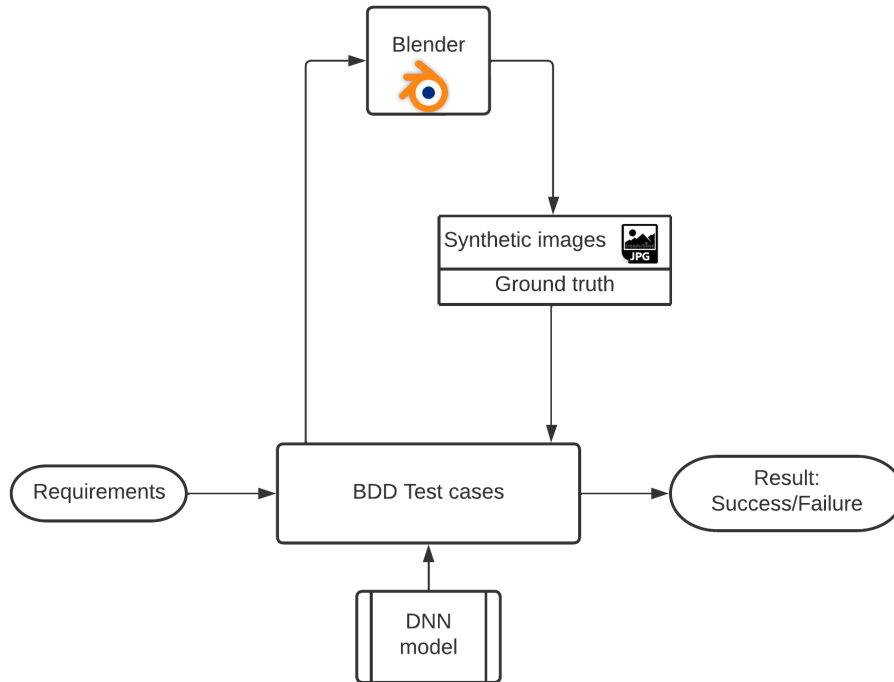 Blender
Synthetic images
JPG
Ground truth
Requirements
BDD Test cases
Result:
Success/Failure
DNN
model